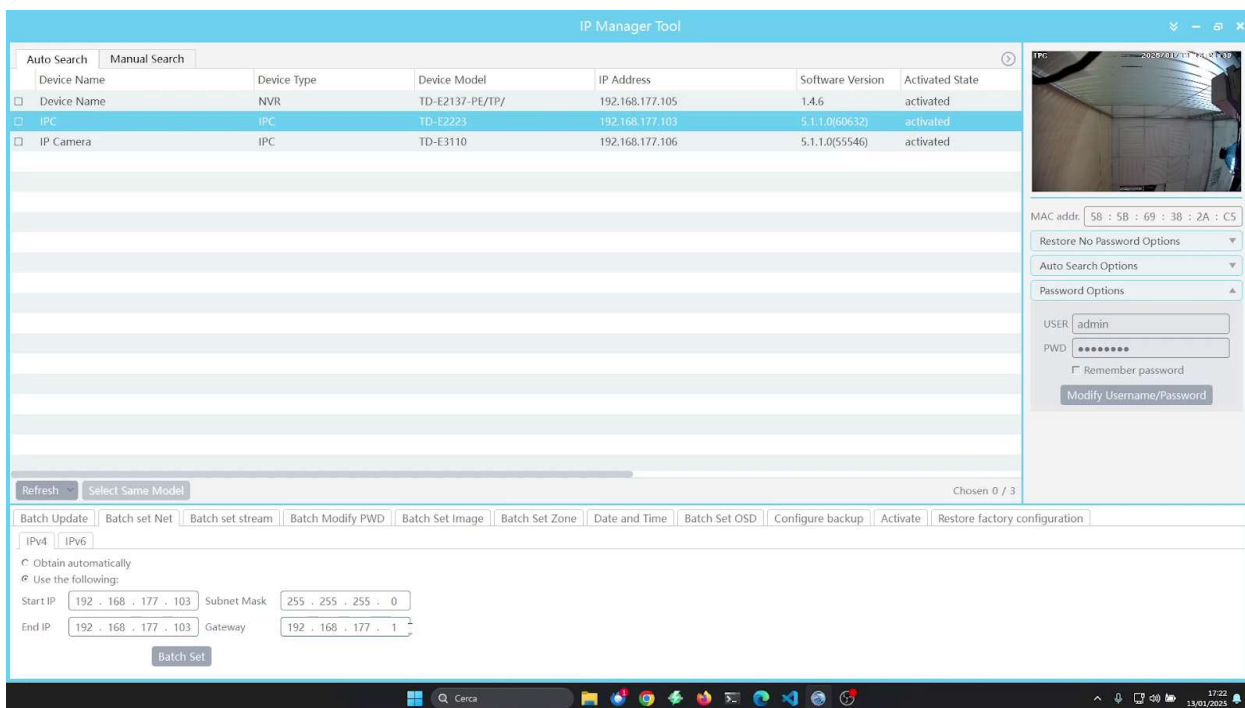 IP Manager Tool
Auto Search Manual Search
Device Name Device Type Device Model IP Address Software Version Activated State
Device Name NVR TD-E2137-PE/TP/ 192.168.177.105 1.4.6 activated
IPC IPC TD-E2223 192.168.177.103 5.1.1.0(60632) activated
IP Camera IPC TD-E3110 192.168.177.106 5.1.1.0(55546) activated
IPC
MAC addr. 58 : 5B : 69 : 38 : 2A : C5
Restore No Password Options
Auto Search Options
Password Options
USER admin
PWD ●●●●●●●●
Remember password
Modify Username/Password
Refresh Select Same Model Chosen 0 / 3
Batch Update Batch set Net Batch set stream Batch Modify PWD Batch Set Image Batch Set Zone Date and Time Batch Set OSD Configure backup Activate Restore factory configuration
IPv4 IPv6
Obtain automatically
Use the following:
Start IP 192 . 168 . 177 . 103 Subnet Mask 255 . 255 . 255 . 0
End IP 192 . 168 . 177 . 103 Gateway 192 . 168 . 177 . 1
Batch Set
Cerca
17:22
13/01/2025